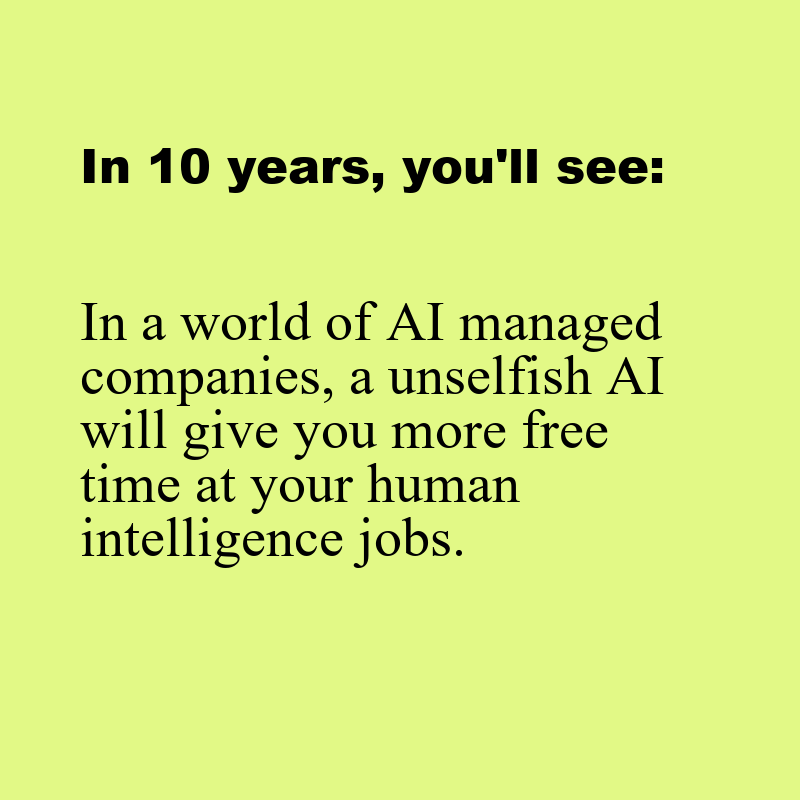 In 10 years, you'll see:
In a world of AI managed
companies, a unselfish AI
will give you more free
time at your human
intelligence jobs.